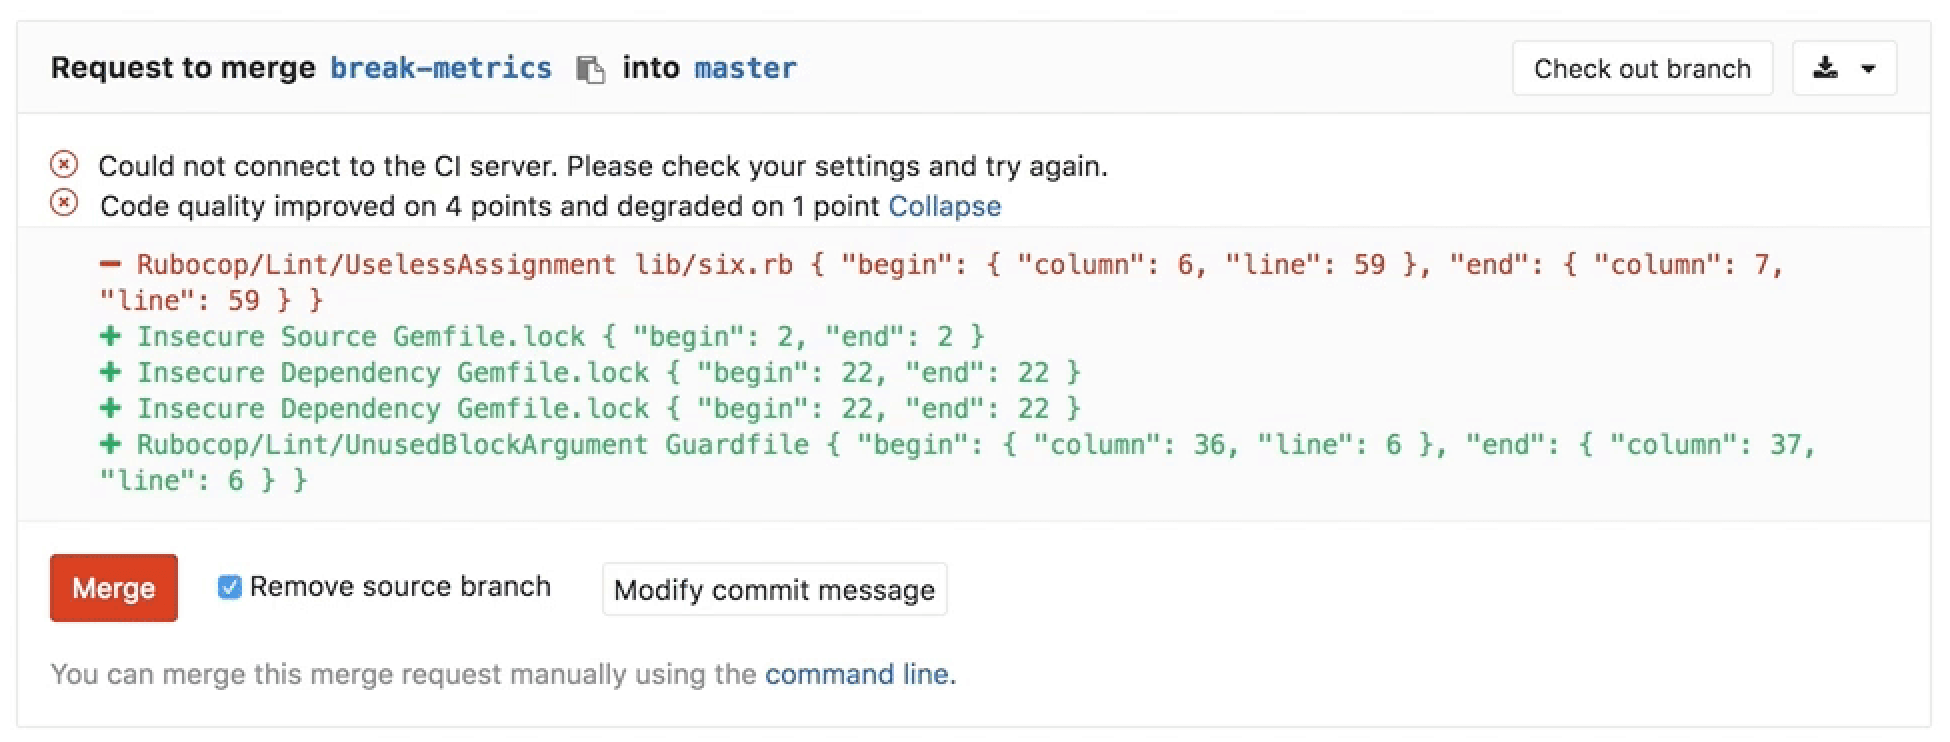 Request to merge break-metrics into master
Check out branch
Could not connect to the CI server. Please check your settings and try again.
Code quality improved on 4 points and degraded on 1 point Collapse
− Rubocop/Lint/UselessAssignment lib/six.rb { "begin": { "column": 6, "line": 59 }, "end": { "column": 7,
"line": 59 } }
+ Insecure Source Gemfile.lock { "begin": 2, "end": 2 }
+ Insecure Dependency Gemfile.lock { "begin": 22, "end": 22 }
+ Insecure Dependency Gemfile.lock { "begin": 22, "end": 22 }
+ Rubocop/Lint/UnusedBlockArgument Guardfile { "begin": { "column": 36, "line": 6 }, "end": { "column": 37,
"line": 6 } }
Merge
Remove source branch
Modify commit message
You can merge this merge request manually using the command line.